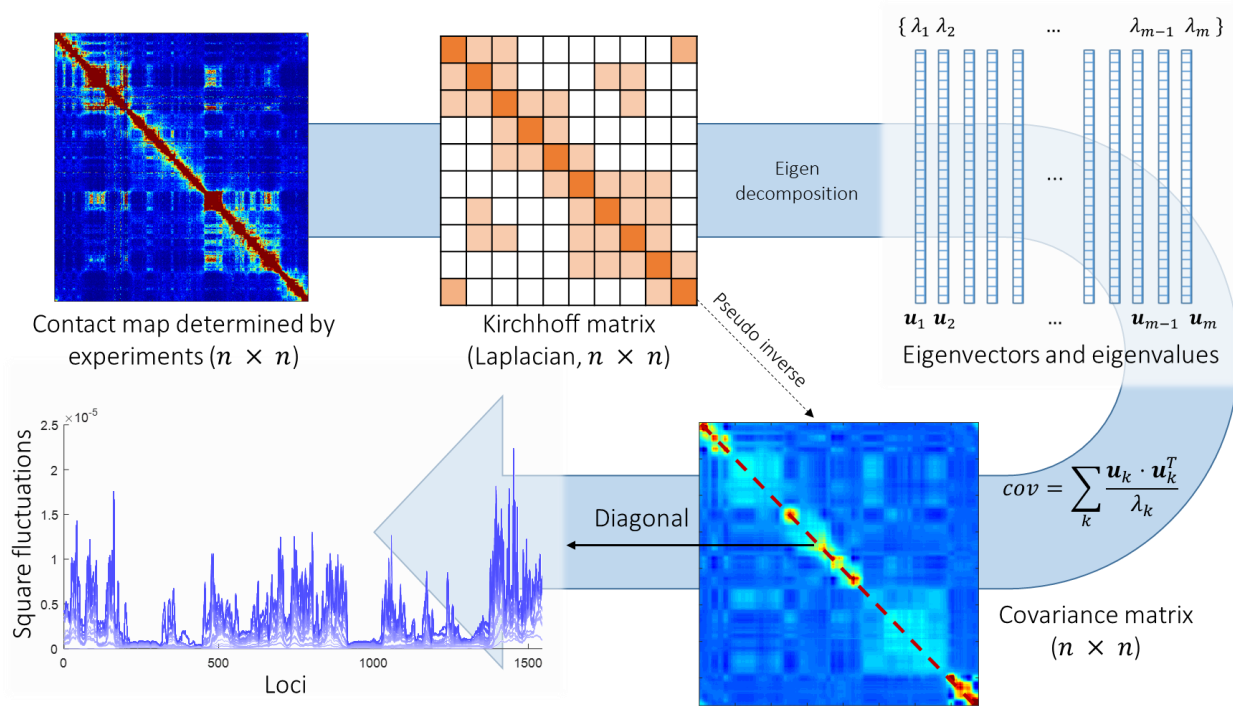 Contact map determined by
experiments (n × n)
Kirchhoff matrix
(Laplacian, n × n)
Eigen
decomposition
{ λ₁ λ₂ ... λₘ₋₁ λₘ }
...
u₁ u₂ ... uₘ₋₁ uₘ
Eigenvectors and eigenvalues
Pseudo inverse
cov = ∑ₖ uₖ · uₖᵀ / λₖ
Covariance matrix
(n × n)
Diagonal
×10⁻⁵
2.5
2
1.5
1
0.5
0
Square fluctuations
0 500 1000 1500
Loci